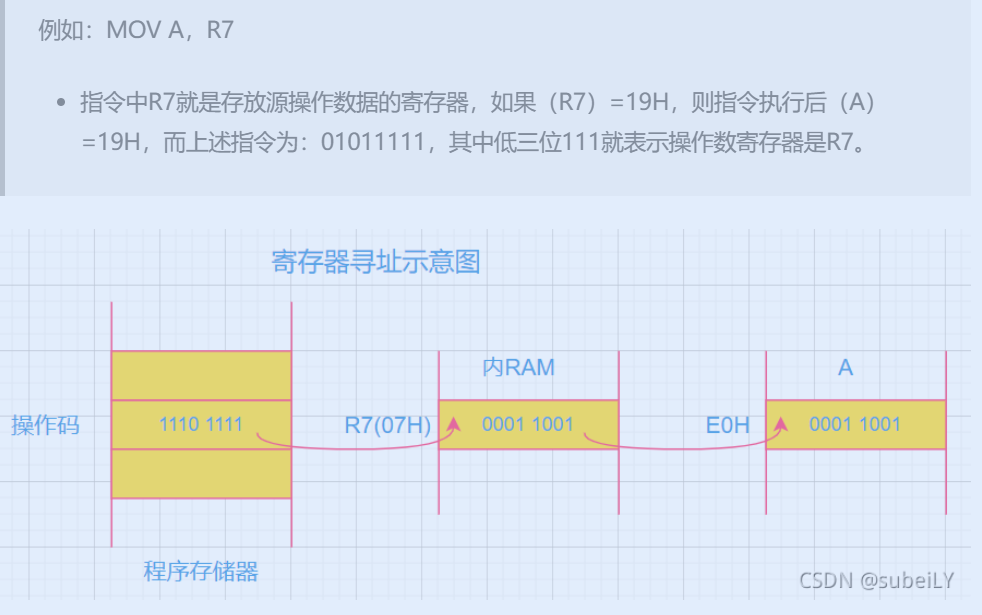 例如：MOV A，R7
指令中R7就是存放源操作数据的寄存器，如果（R7）=19H，则指令执行后（A）
=19H，而上述指令为：01011111，其中低三位111就表示操作数寄存器是R7。
寄存器寻址示意图
内RAM
A
操作码
1110 1111
R7(07H)
0001 1001
E0H
0001 1001
程序存储器
CSDN @subeiLY